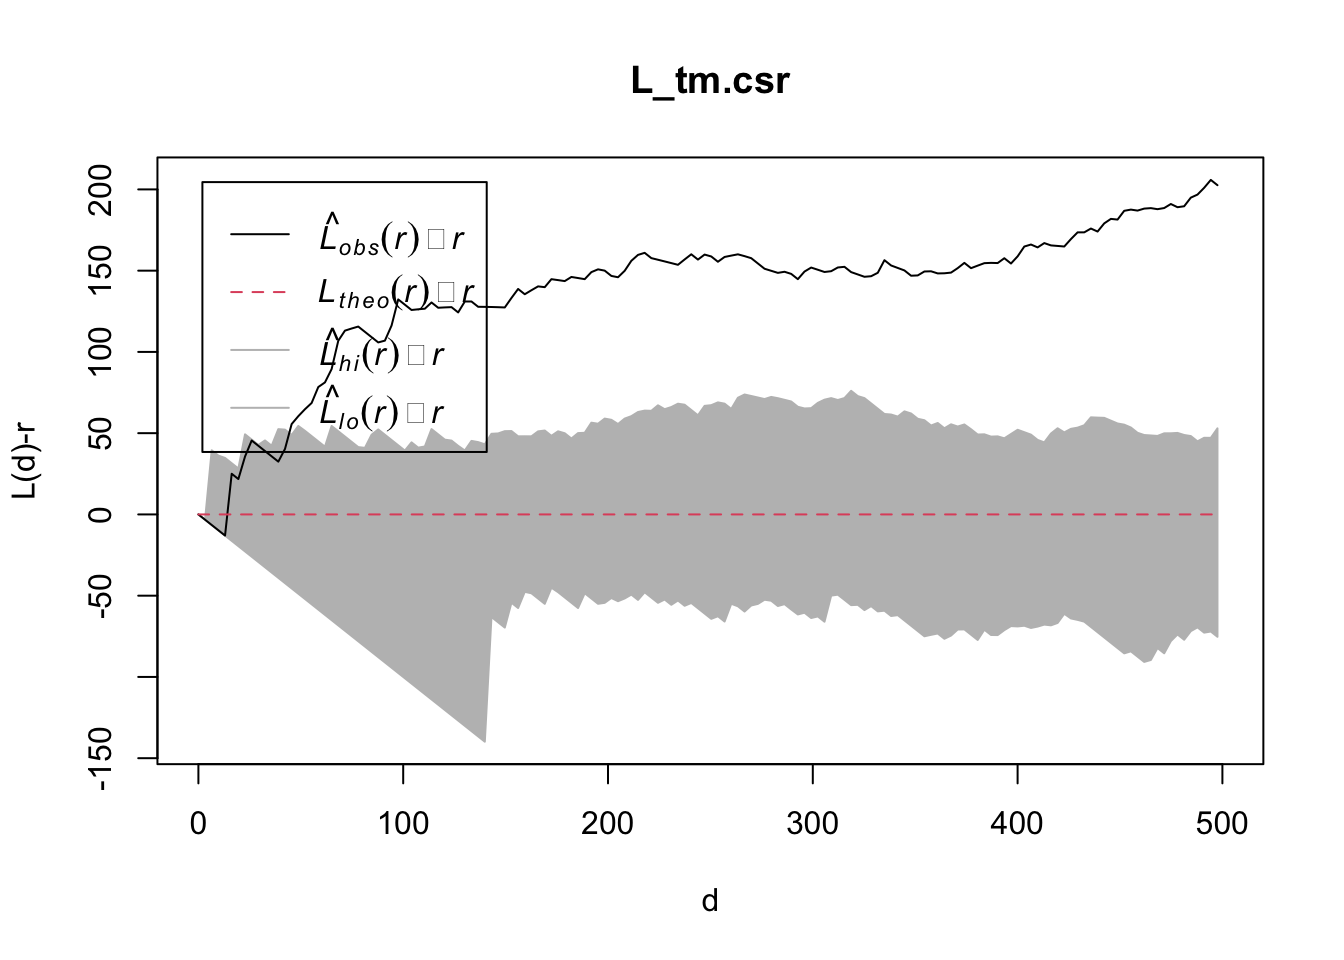 L_tm.csr
L̂obs(r) □ r
Ltheo(r) □ r
L̂hi(r) □ r
L̂lo(r) □ r
L(d)-r
200
150
100
50
0
-50
-150
0 100 200 300 400 500
d